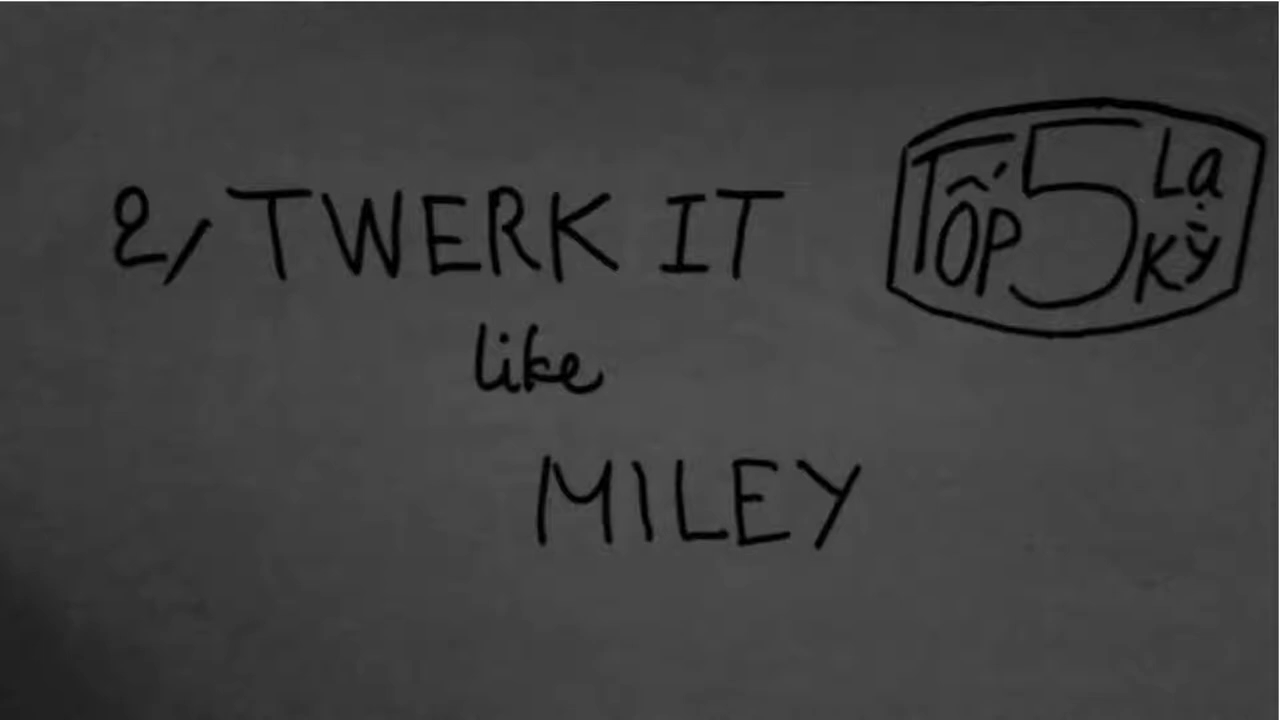 2, TWERK IT
like
MILEY
TỐP 5 Lạ
Kỳ